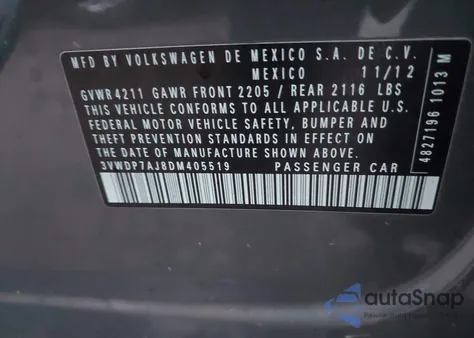 MFD BY VOLKSWAGEN DE MEXICO S.A. DE C.V.
MEXICO 11/12
GVWR 4211 GAWR FRONT 2205 / REAR 2116 LBS
THIS VEHICLE CONFORMS TO ALL APPLICABLE U.S.
FEDERAL MOTOR VEHICLE SAFETY, BUMPER AND
THEFT PREVENTION STANDARDS IN EFFECT ON
THE DATE OF MANUFACTURE SHOWN ABOVE.
3VWDP7AJ8DM405519 PASSENGER CAR
4827196 1013 M
autoSnap